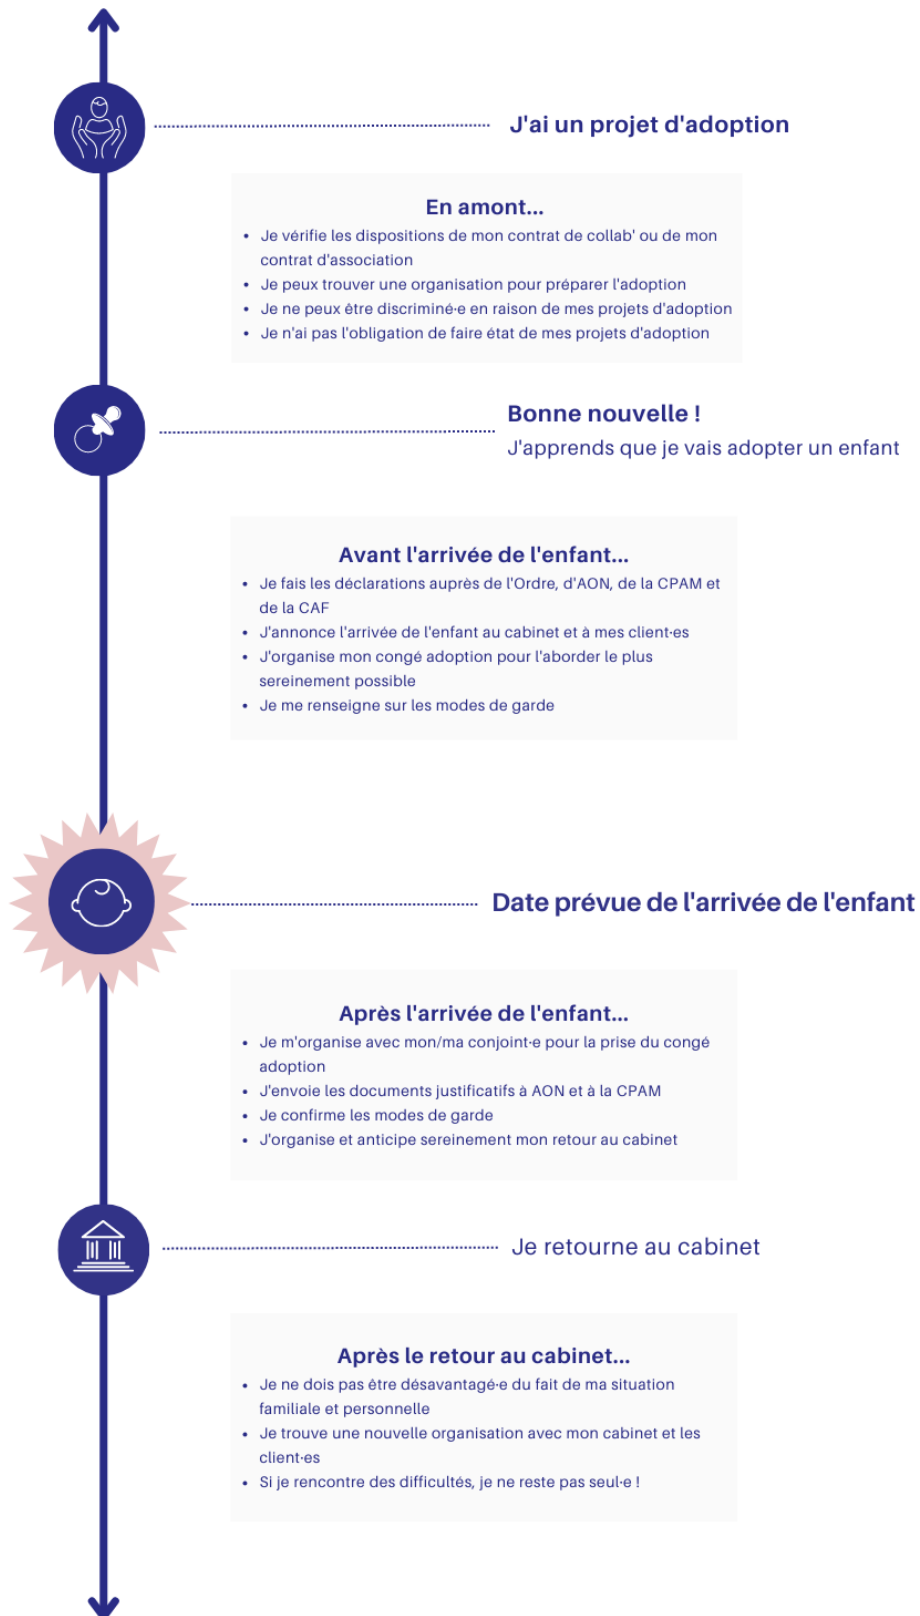 J'ai un projet d'adoption
En amont...
• Je vérifie les dispositions de mon contrat de collab' ou de mon
contrat d'association
• Je peux trouver une organisation pour préparer l'adoption
• Je ne peux être discriminé·e en raison de mes projets d'adoption
• Je n'ai pas l'obligation de faire état de mes projets d'adoption
Bonne nouvelle !
J'apprends que je vais adopter un enfant
Avant l'arrivée de l'enfant...
• Je fais les déclarations auprès de l'Ordre, d'AON, de la CPAM et
de la CAF
• J'annonce l'arrivée de l'enfant au cabinet et à mes client·es
• J'organise mon congé adoption pour l'aborder le plus
sereinement possible
• Je me renseigne sur les modes de garde
Date prévue de l'arrivée de l'enfant
Après l'arrivée de l'enfant...
• Je m'organise avec mon/ma conjoint·e pour la prise du congé
adoption
• J'envoie les documents justificatifs à AON et à la CPAM
• Je confirme les modes de garde
• J'organise et anticipe sereinement mon retour au cabinet
Je retourne au cabinet
Après le retour au cabinet...
• Je ne dois pas être désavantagé·e du fait de ma situation
familiale et personnelle
• Je trouve une nouvelle organisation avec mon cabinet et les
client·es
• Si je rencontre des difficultés, je ne reste pas seul·e !